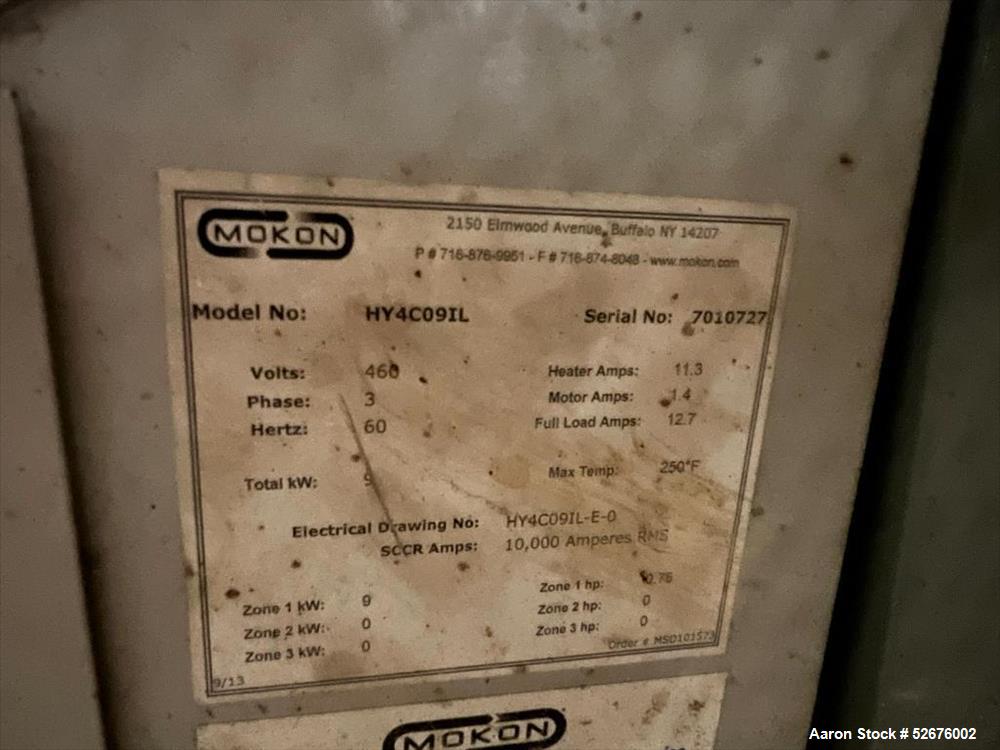 MOKON
2150 Elmwood Avenue, Buffalo NY 14207
P # 716-876-9951 - F # 716-874-8048 - www.mokon.com
Model No: HY4C09IL Serial No: 7010727
Volts: 460 Heater Amps: 11.3
Phase: 3 Motor Amps: 1.4
Hertz: 60 Full Load Amps: 12.7
Total kW: 9 Max Temp: 250°F
Electrical Drawing No: HY4C09IL-E-0
SCCR Amps: 10,000 Amperes RMS
Zone 1 kW: 9 Zone 1 hp: 0.75
Zone 2 kW: 0 Zone 2 hp: 0
Zone 3 kW: 0 Zone 3 hp: 0
Order # MSO101573
9/13
MOKON
Aaron Stock # 52676002